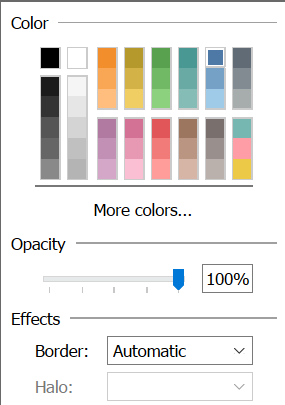 Color
More colors...
Opacity
100%
Effects
Border: Automatic
Halo: